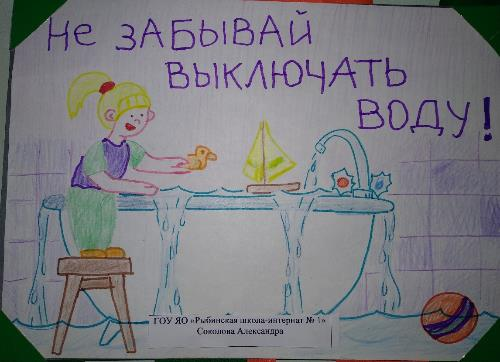 Не ЗАБЫВАЙ
ВЫКЛЮЧАТЬ
ВОДУ!
ГОУ ЯО «Рыбинская школа-интернат № 1»
Соколова Александра